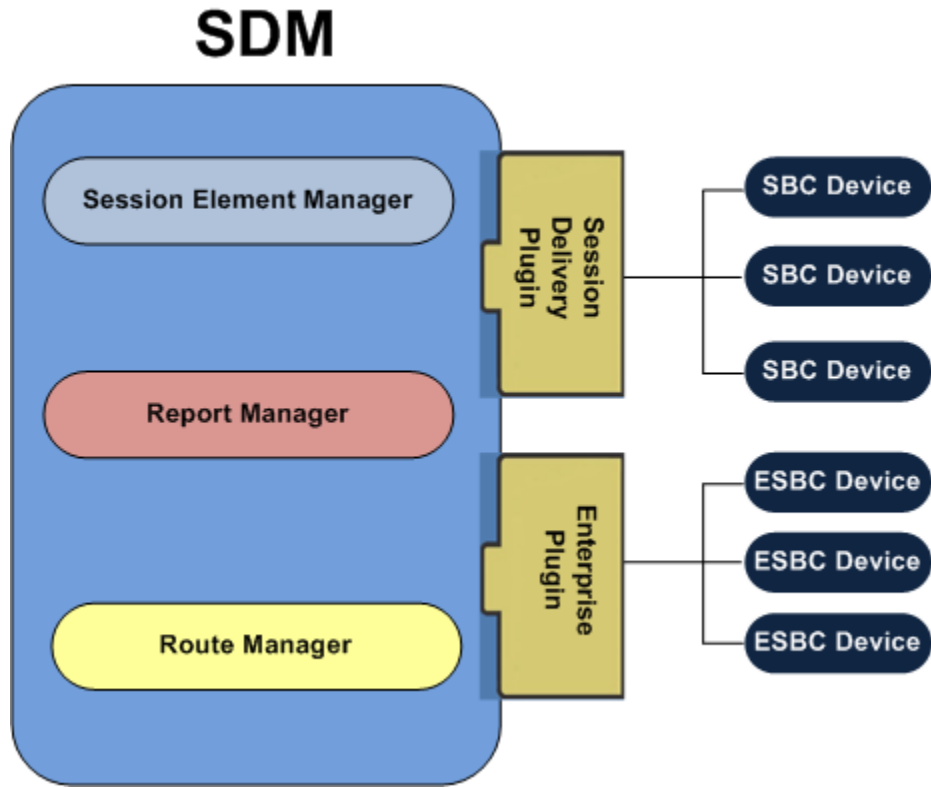 SDM
Session Element Manager
Report Manager
Route Manager
Session
Delivery
Plugin
SBC Device
SBC Device
SBC Device
Enterprise
Plugin
ESBC Device
ESBC Device
ESBC Device